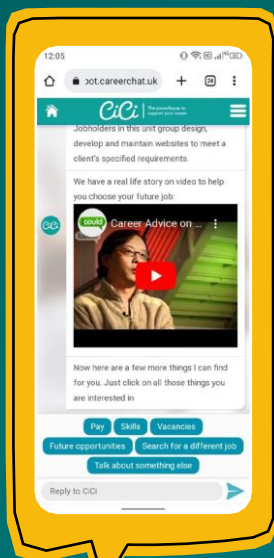 12:05
bot.careerchat.uk
28
CiCi The powerhouse to
support your career
Jobholders in this unit group design,
develop and maintain websites to meet a
client's specified requirements.
We have a real life story on video to help
you choose your future job:
CiCi
could Career Advice on ...
Now here are a few more things I can find
for you. Just click on all those things you
are interested in
Pay Skills Vacancies
Future opportunities Search for a different job
Talk about something else
Reply to CiCi